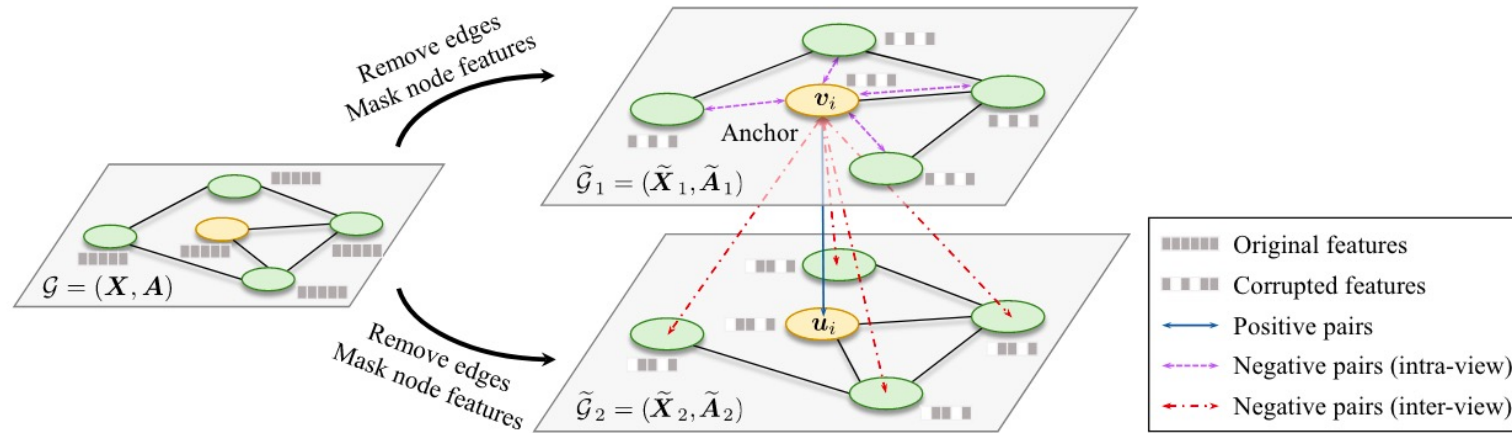 Remove edges
Mask node features
v_i
Anchor
𝒢̃₁ = (X̃₁, Ã₁)
𝒢 = (X, A)
Remove edges
Mask node features
u_i
𝒢̃₂ = (X̃₂, Ã₂)
Original features
Corrupted features
Positive pairs
Negative pairs (intra-view)
Negative pairs (inter-view)